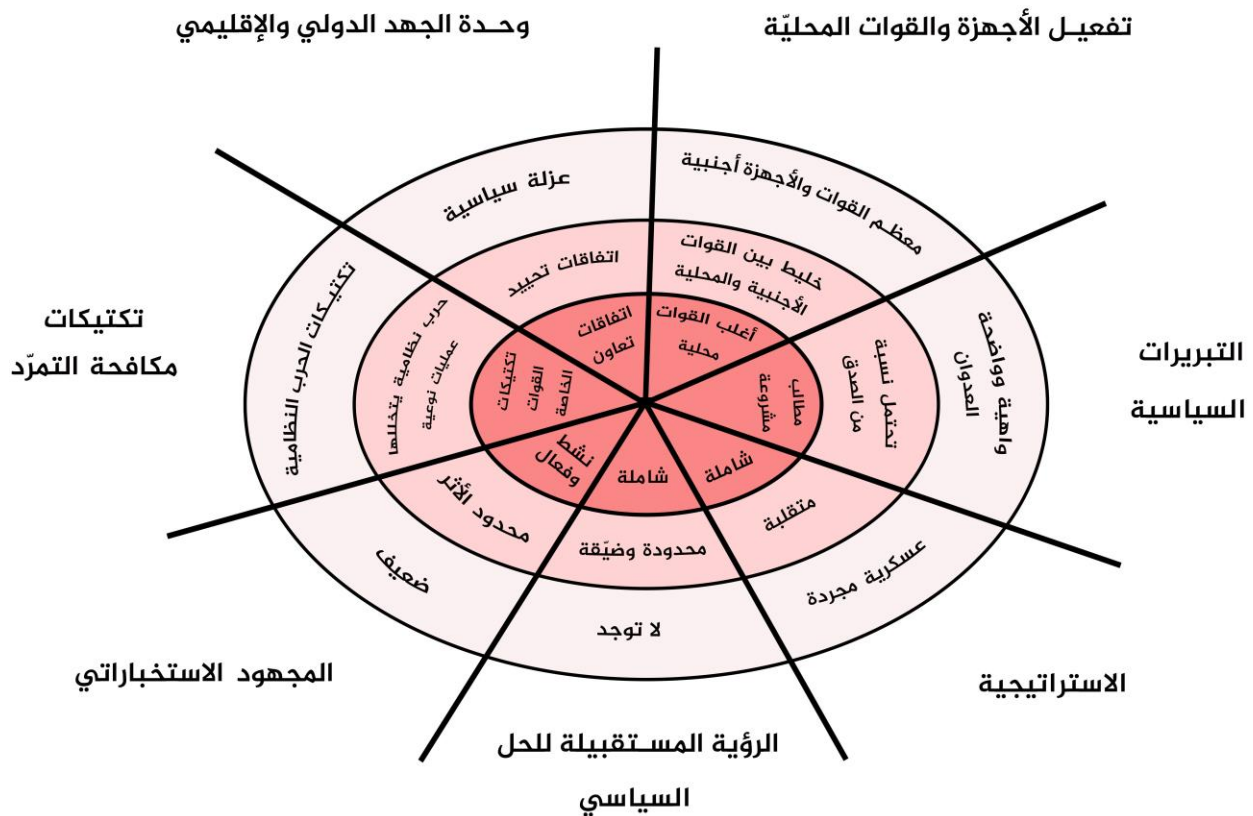 تفعيـل الأجهزة والقوات المحليّة
معظـم القوات والأجهزة أجنبية
خليط بين القوات
الأجنبية والمحلية
أغلب القوات
محلية
التبريرات
السياسية
واهية وواضحة
العدوان
تحتمل نسبة
من الصدق
مطالب
مشروعة
الاستراتيجية
عسكرية مجردة
متقلبة
شاملة
الرؤية المسـتقبيلة للحل
السياسي
لا توجد
محدودة وضيّقة
شاملة
المجهود الاستخباراتي
ضعيف
محدود الأثر
نشط
وفعال
تكتيكات
مكافحة التمرّد
تكتيـكات الحرب النظامية
حرب نظامية يتخللها
عمليات نوعية
تكتيكات
القوات
الخاصة
وحـدة الجهد الدولي والإقليمي
عزلة سياسية
اتفاقات تحييد
اتفاقات
تعاون